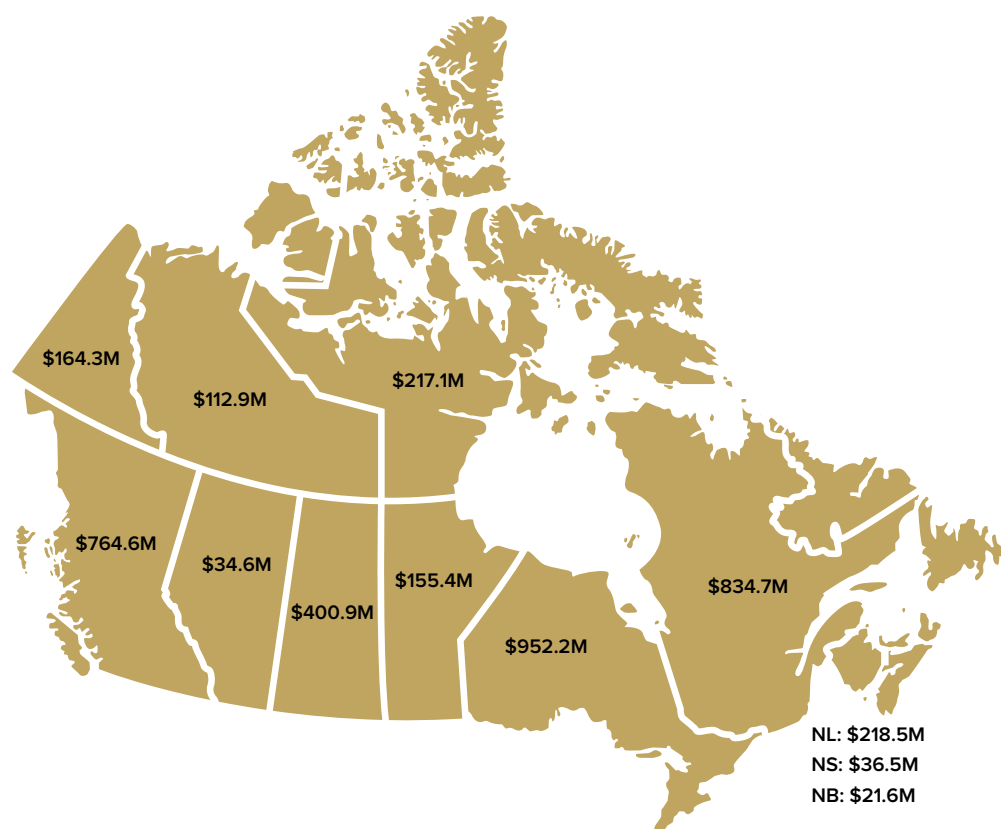 $164.3M
$112.9M
$217.1M
$764.6M
$34.6M
$400.9M
$155.4M
$952.2M
$834.7M
NL: $218.5M
NS: $36.5M
NB: $21.6M